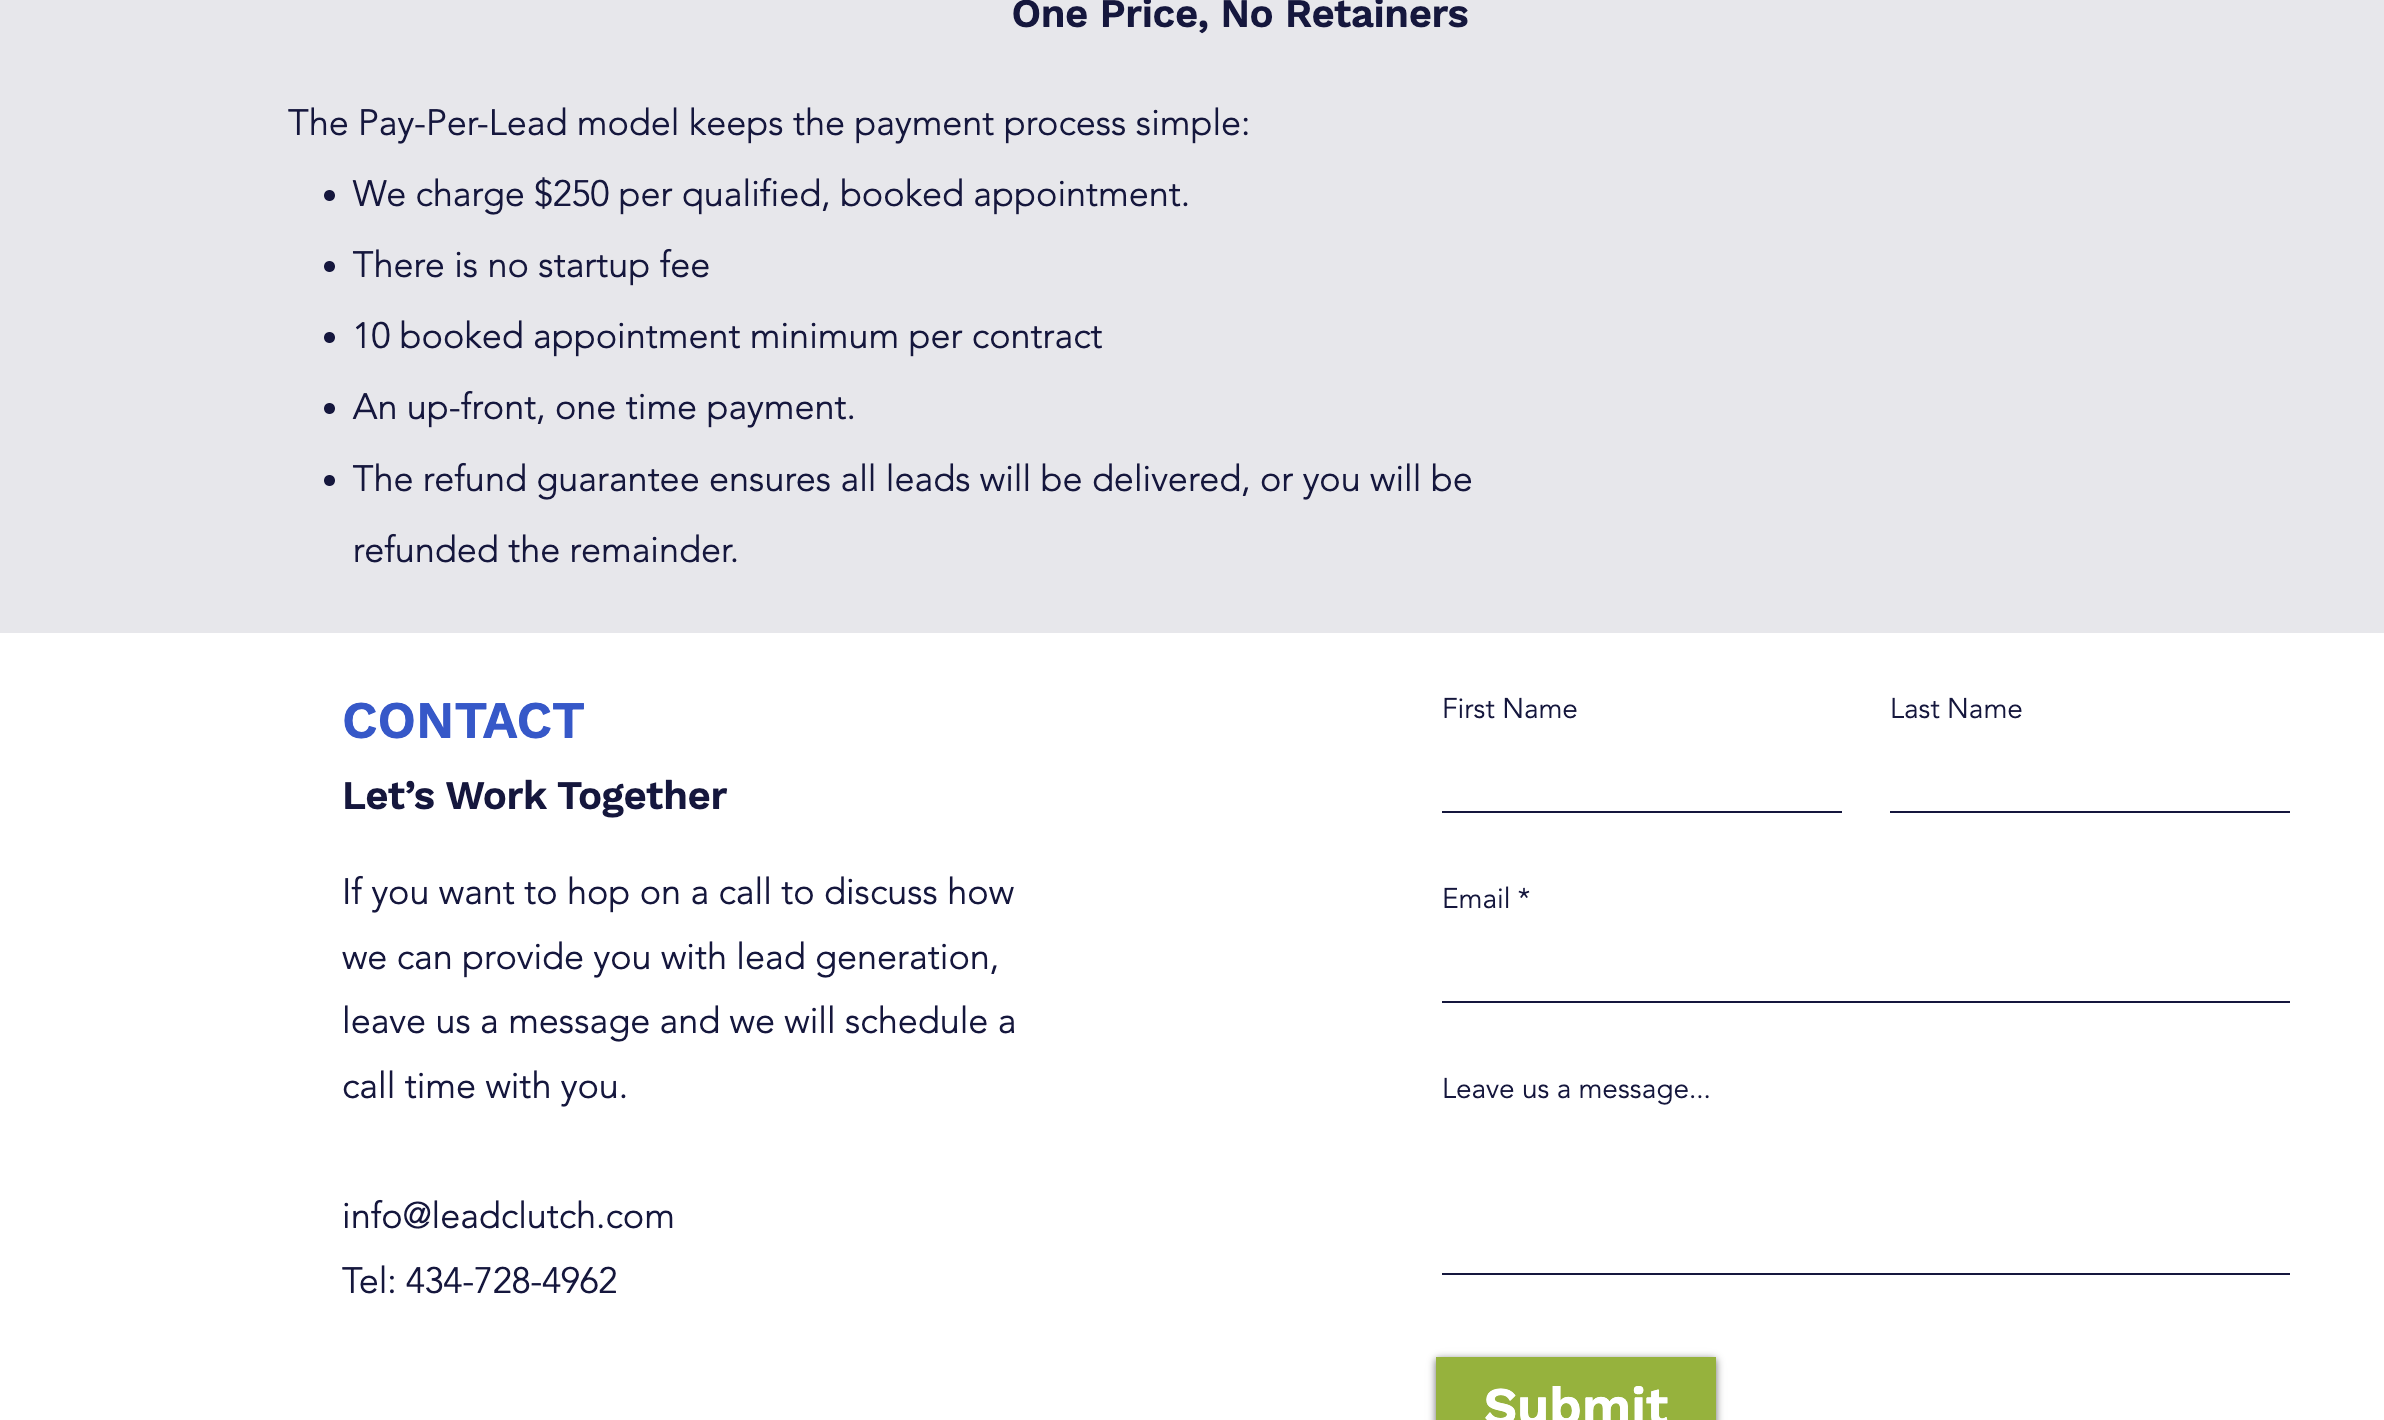 One Price, No Retainers
The Pay-Per-Lead model keeps the payment process simple:
• We charge $250 per qualified, booked appointment.
• There is no startup fee
• 10 booked appointment minimum per contract
• An up-front, one time payment.
• The refund guarantee ensures all leads will be delivered, or you will be
refunded the remainder.
CONTACT
Let’s Work Together
If you want to hop on a call to discuss how
we can provide you with lead generation,
leave us a message and we will schedule a
call time with you.
info@leadclutch.com
Tel: 434-728-4962
First Name
Last Name
Email *
Leave us a message...
Submit